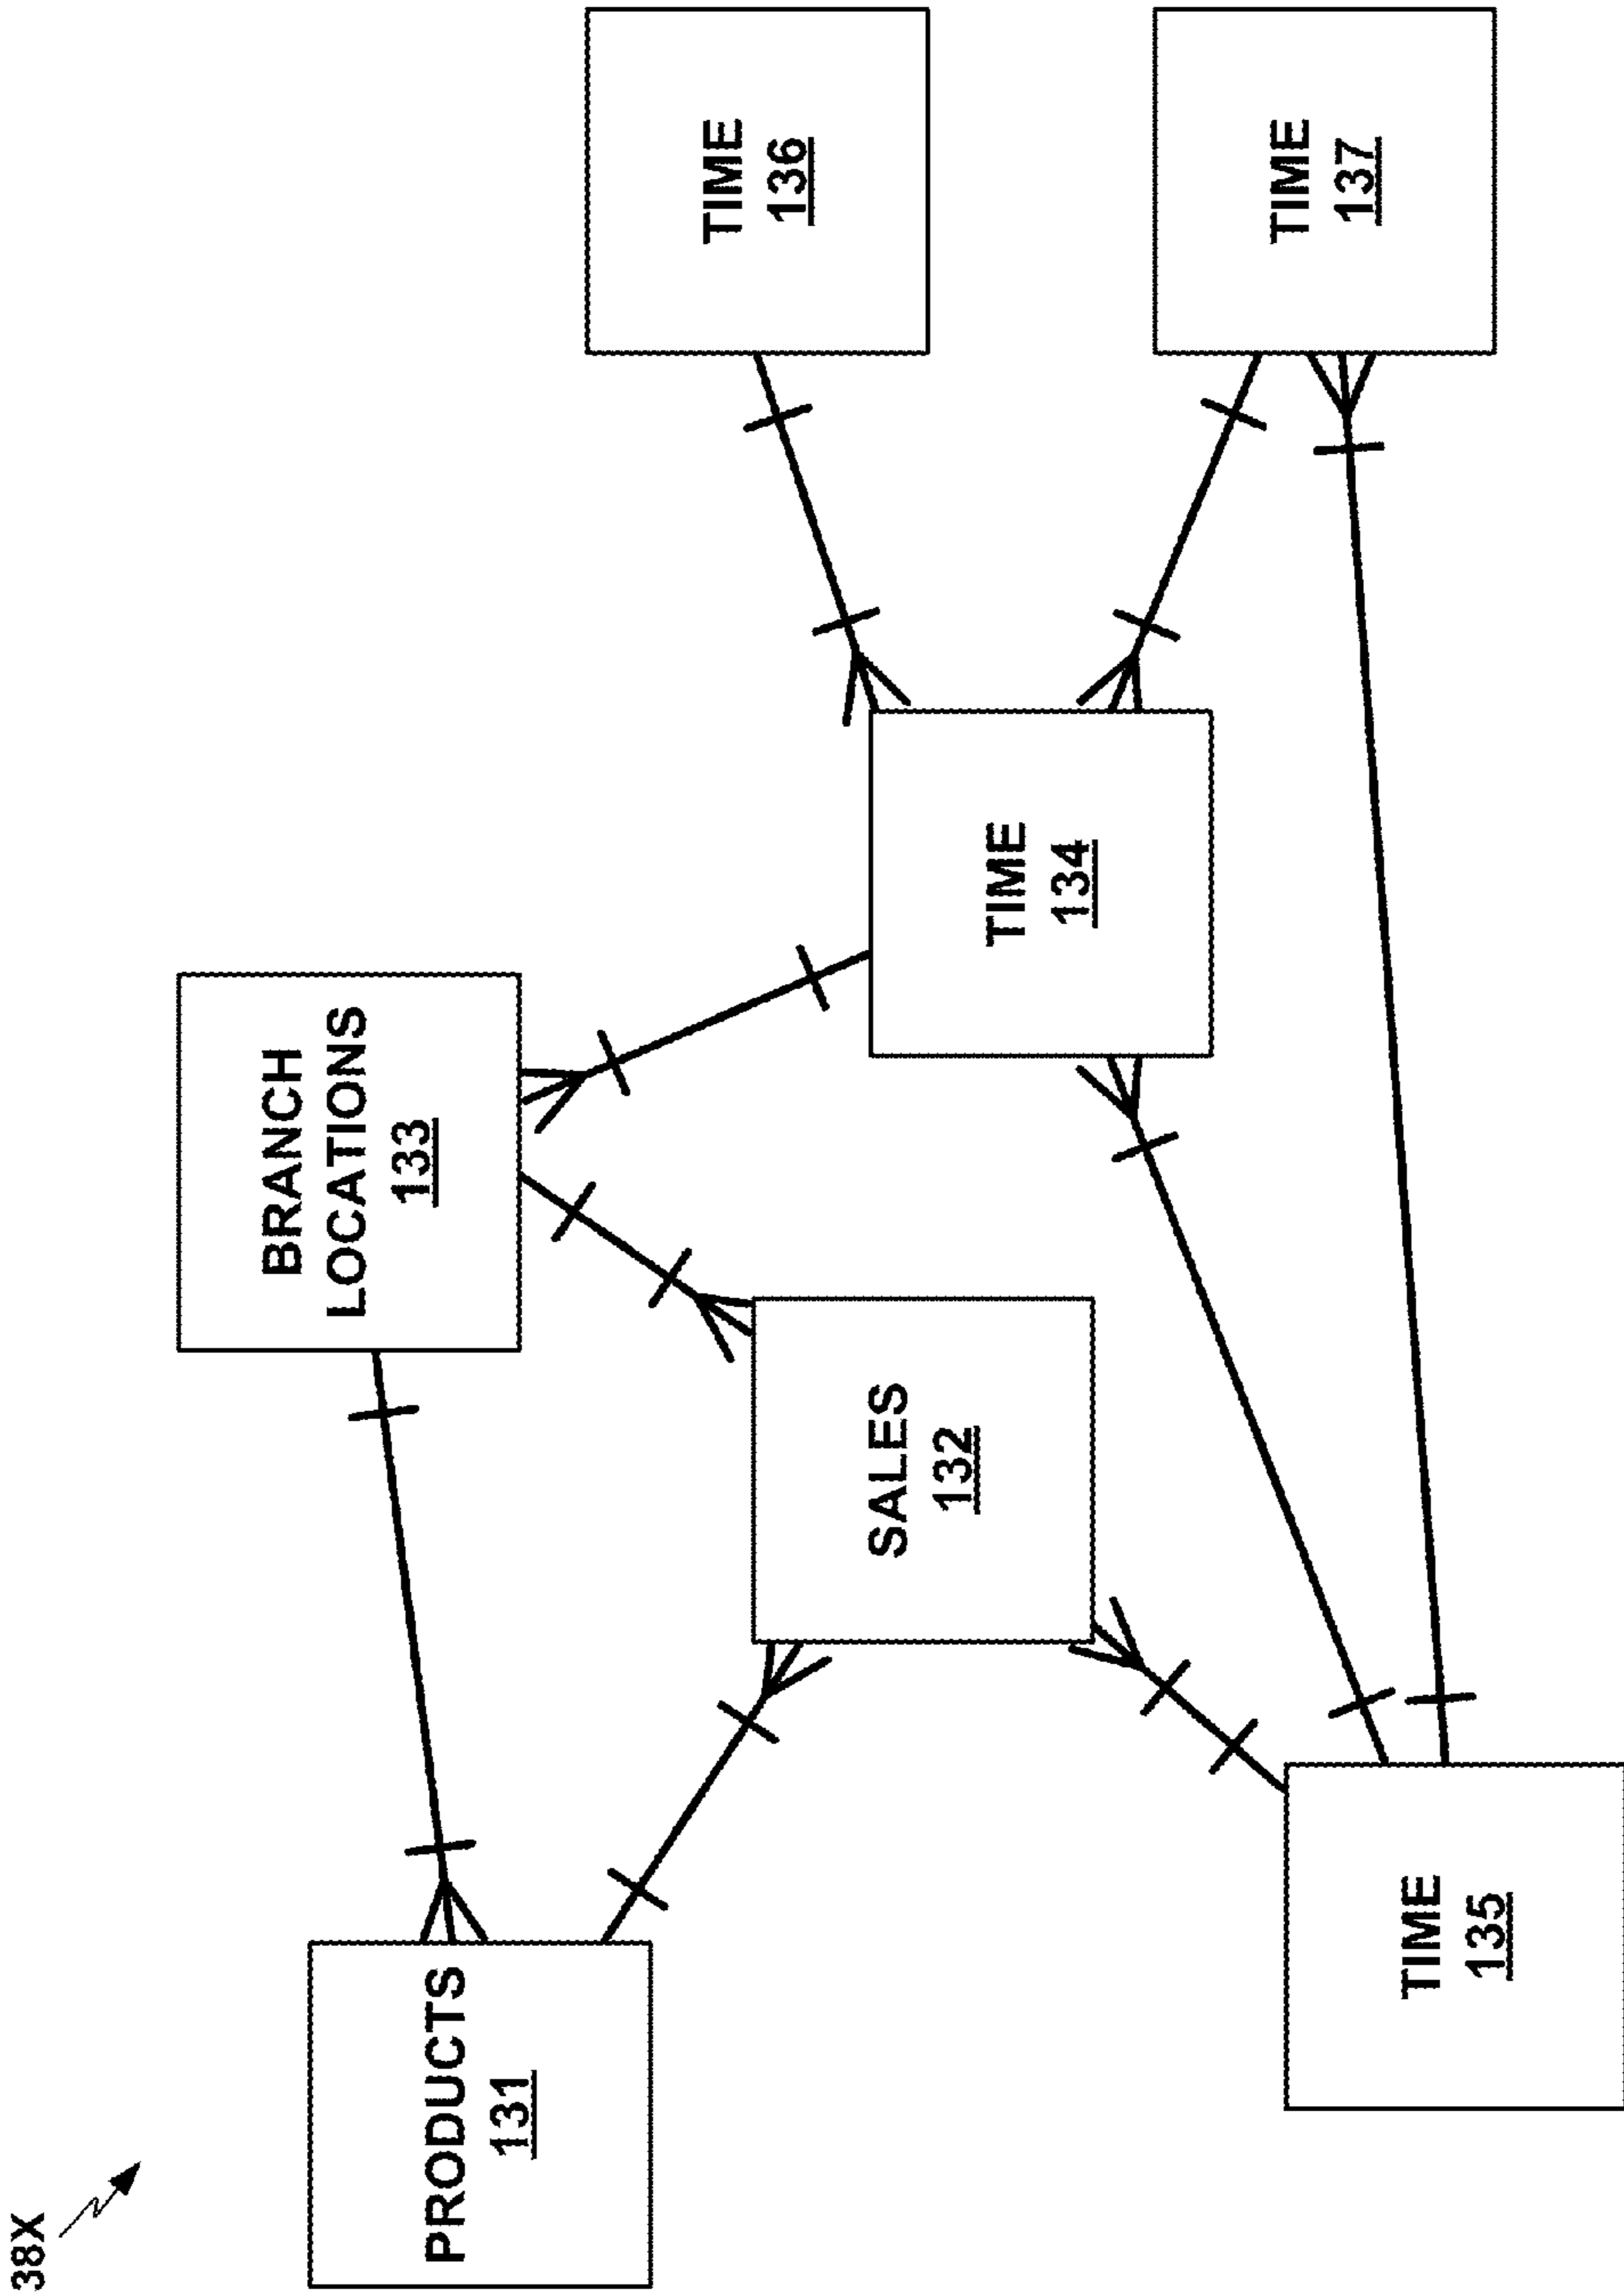 38X
PRODUCTS
131
BRANCH
LOCATIONS
133
SALES
132
TIME
134
TIME
135
TIME
136
TIME
137